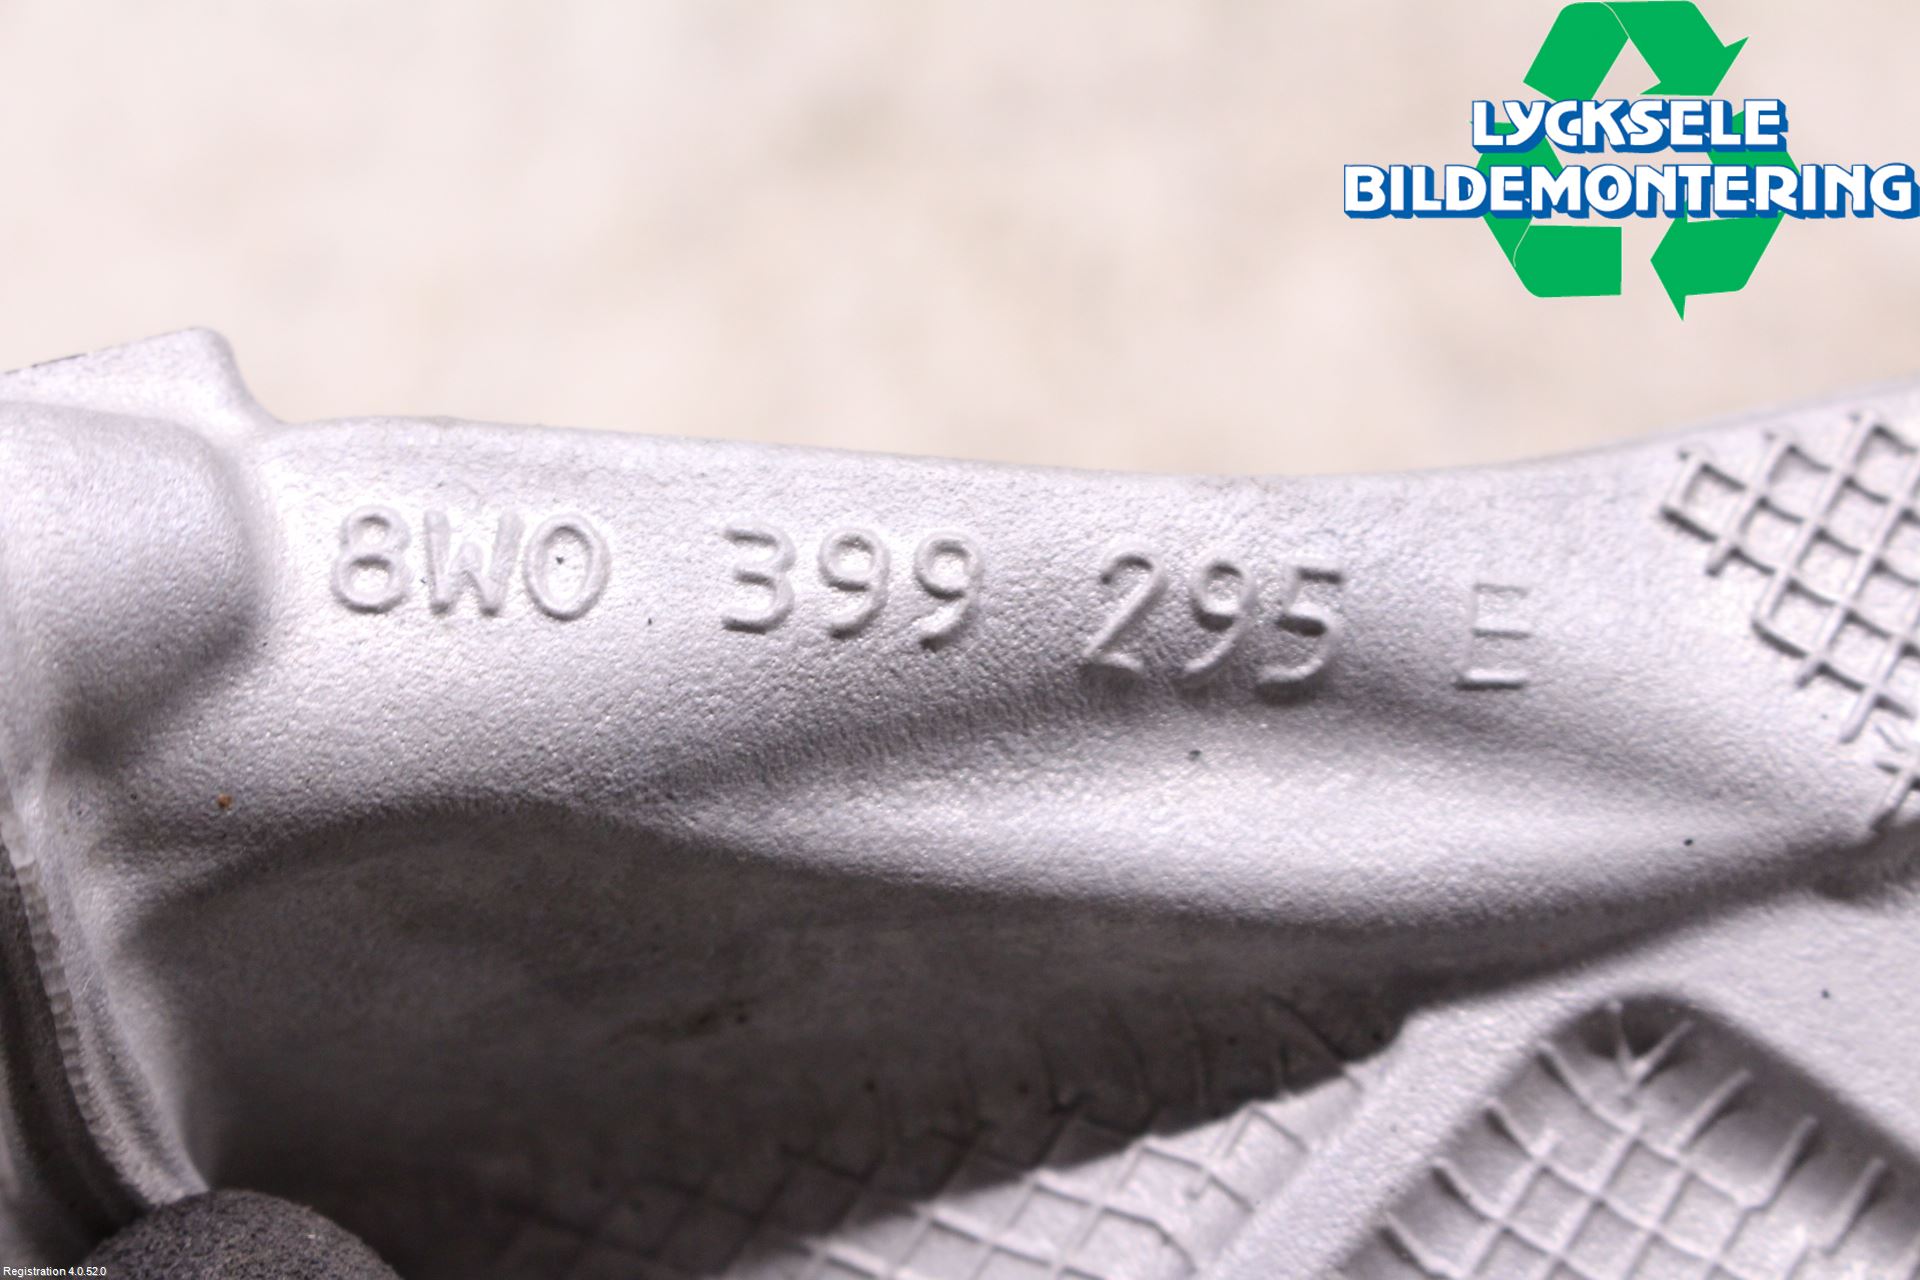 LYCKSELE
BILDEMONTERING
8W0 399 295 E
Registration 4.0.52.0